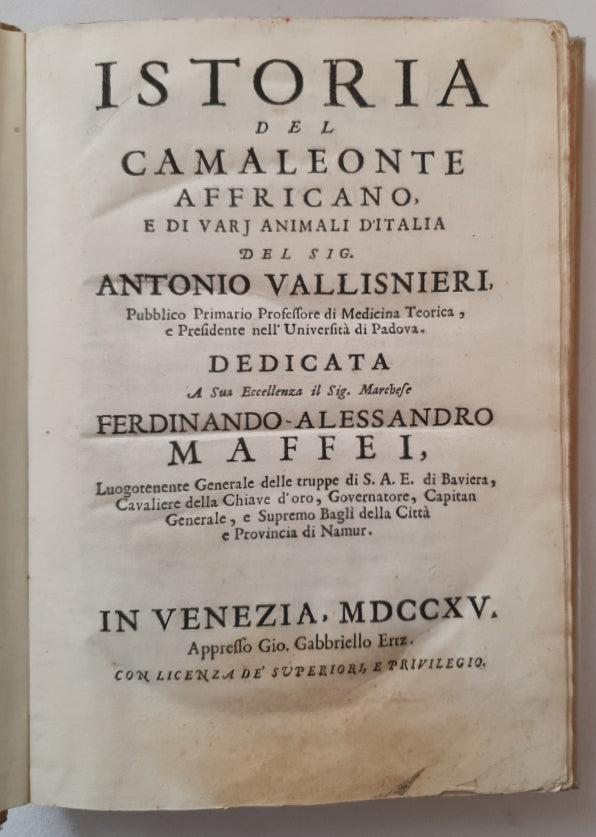 ISTORIA
DEL
CAMALEONTE
AFFRICANO,
E DI VARJ ANIMALI D'ITALIA
DEL SIG.
ANTONIO VALLISNIERI,
Pubblico Primario Profeſſore di Medicina Teorica,
e Preſidente nell' Univerſità di Padova.
DEDICATA
A Sua Eccellenza il Sig. Marcheſe
FERDINANDO-ALESSANDRO
MAFFEI,
Luogotenente Generale delle truppe di S. A. E. di Baviera,
Cavaliere della Chiave d'oro, Governatore, Capitan
Generale, e Supremo Baglì della Città
e Provincia di Namur.
IN VENEZIA, MDCCXV.
Appreſſo Gio. Gabbriello Ertz.
CON LICENZA DE' SUPERIORI, E PRIVILEGIO.